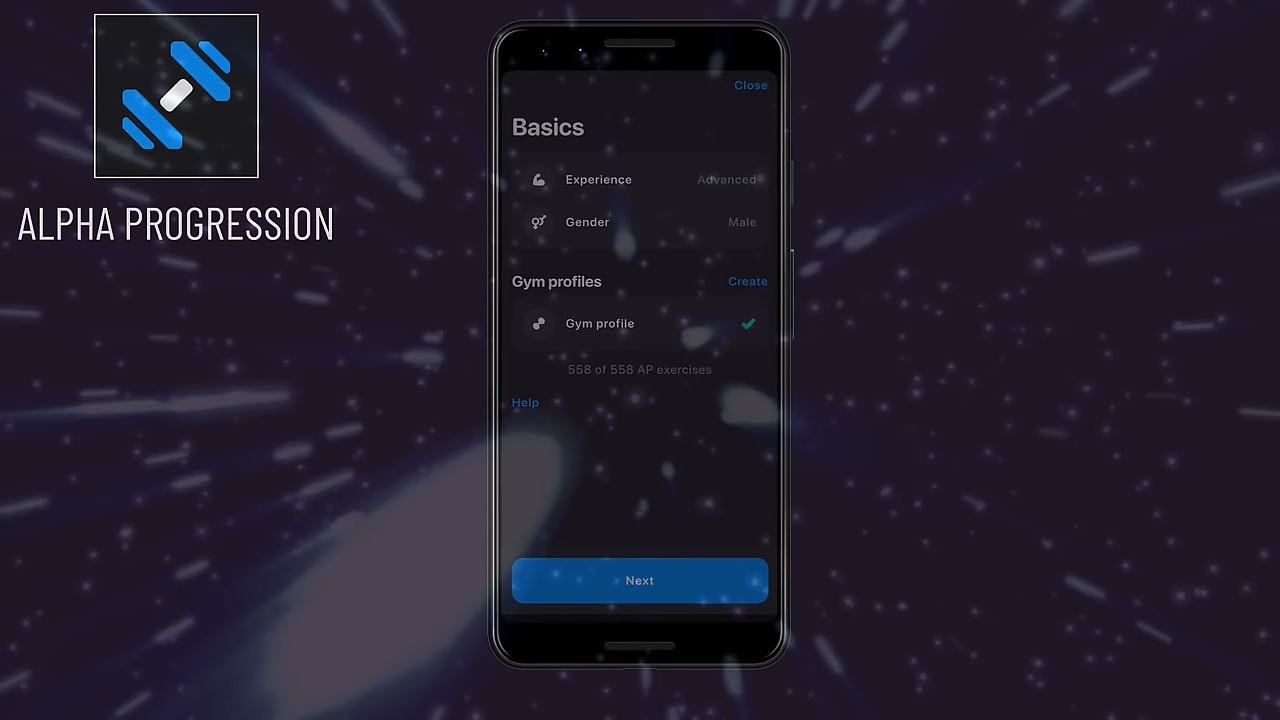 ALPHA PROGRESSION
Close
Basics
Experience Advanced
Gender Male
Gym profiles Create
Gym profile
558 of 558 AP exercises
Help
Next